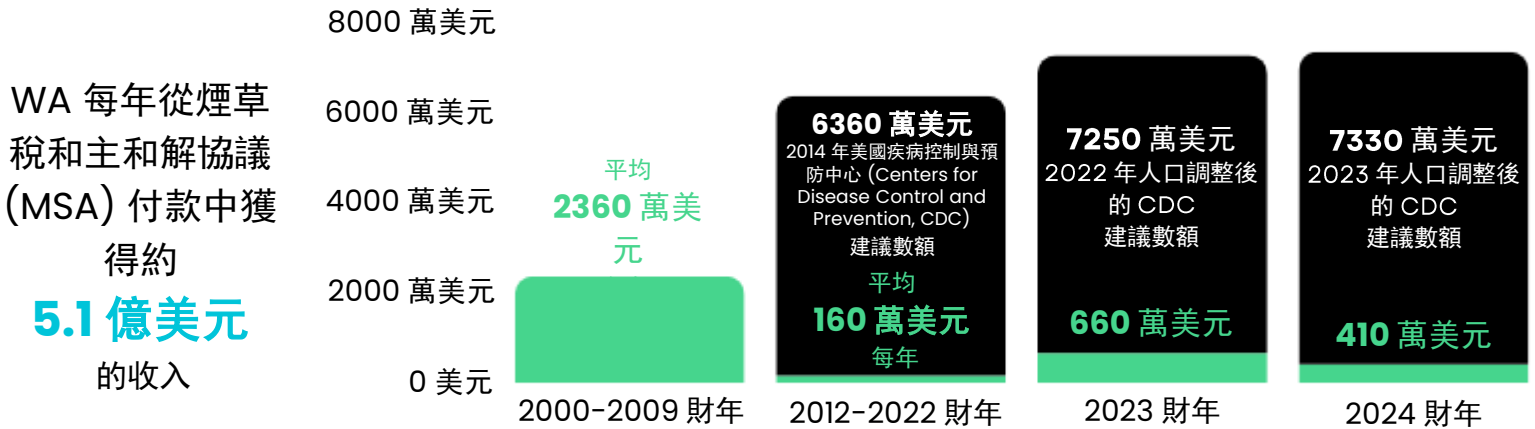 WA 每年從煙草
稅和主和解協議
(MSA) 付款中獲
得約
5.1 億美元
的收入
8000 萬美元
6000 萬美元
4000 萬美元
2000 萬美元
0 美元
平均
2360 萬美
元
2000-2009 財年
6360 萬美元
2014 年美國疾病控制與預
防中心 (Centers for
Disease Control and
Prevention, CDC)
建議數額
平均
160 萬美元
每年
2012-2022 財年
7250 萬美元
2022 年人口調整後
的 CDC
建議數額
660 萬美元
2023 財年
7330 萬美元
2023 年人口調整後
的 CDC
建議數額
410 萬美元
2024 財年